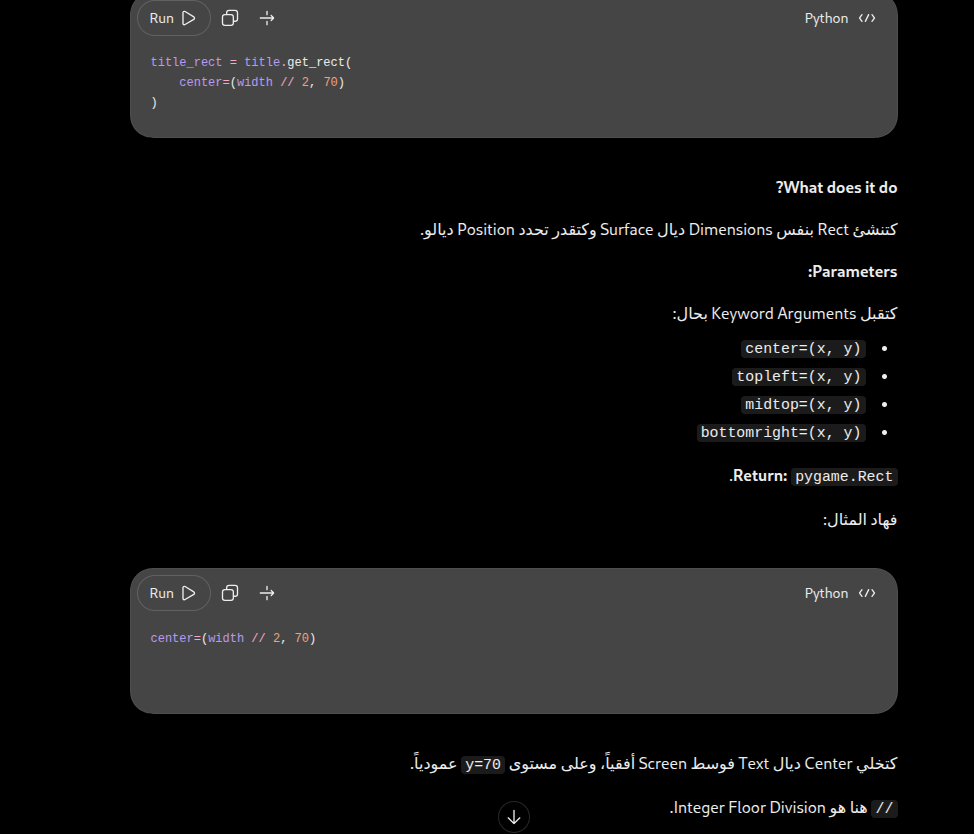 Run Python
title_rect = title.get_rect(
    center=(width // 2, 70)
)
What does it do?
كتنشئ Rect بنفس Dimensions ديال Surface وكتقدر تحدد Position ديالو.
Parameters:
كتقبل Keyword Arguments بحال:
center=(x, y)
topleft=(x, y)
midtop=(x, y)
bottomright=(x, y)
Return: pygame.Rect.
فهاد المثال:
Run Python
center=(width // 2, 70)
كتخلي Center ديال Text فوسط Screen أفقياً، وعلى مستوى y=70 عمودياً.
// هنا هو Integer Floor Division.